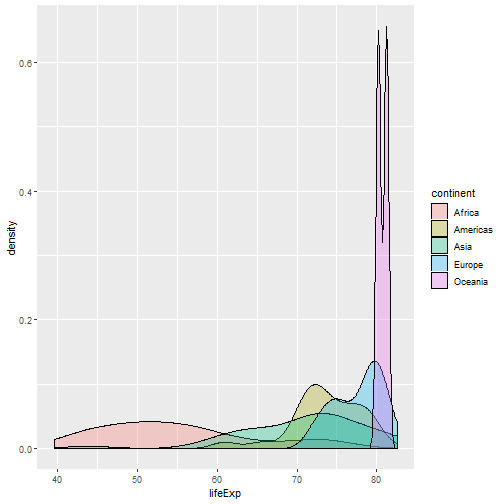 0.6
0.4
0.2
0.0
density
40
50
60
70
80
lifeExp
continent
Africa
Americas
Asia
Europe
Oceania